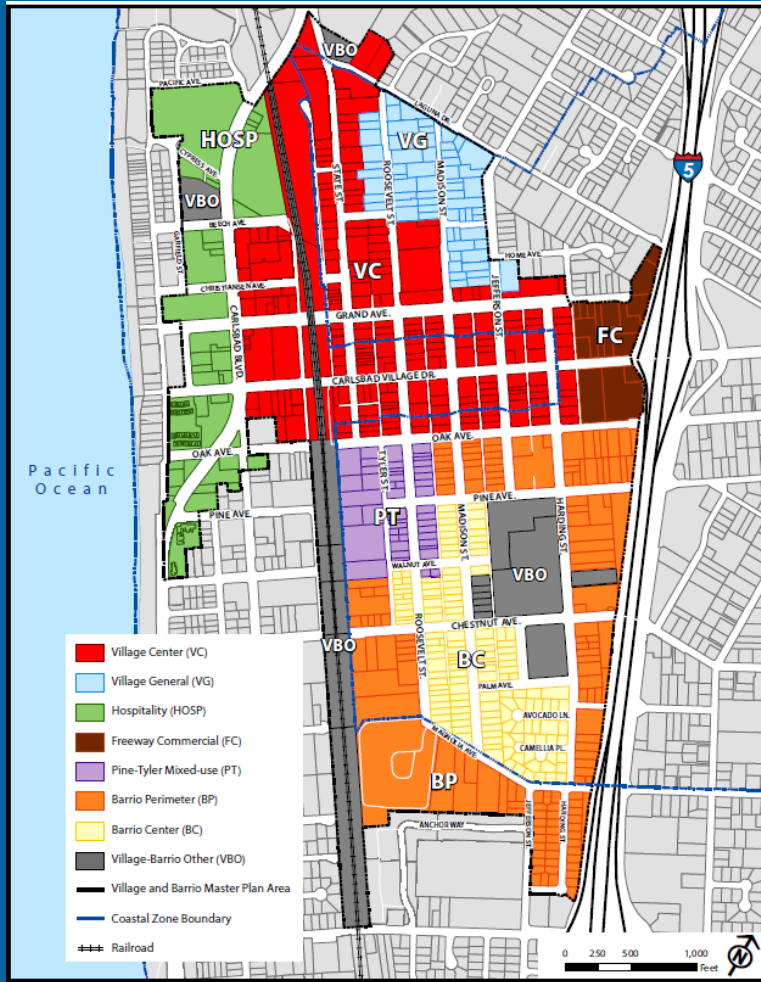 VBO
PACIFIC AVE.
LAGUNA DR.
HOSP
VG
5
CYPRESS AVE.
STATE ST.
ROOSEVELT ST.
MADISON ST.
VBO
BEECH AVE.
GARFIELD ST.
HOME AVE.
VC
JEFFERSON ST.
CHRISTIANSEN AVE.
GRAND AVE.
CARLSBAD BLVD.
FC
CARLSBAD VILLAGE DR.
OAK AVE.
OAK AVE.
Pacific
Ocean
TYLER ST.
PINE AVE.
PINE AVE.
PT
MADISON ST.
HARDING ST.
WALNUT AVE.
VBO
ROOSEVELT ST.
CHESTNUT AVE.
VBO
BC
PALM AVE.
AVOCADO LN.
MAGNOLIA AVE.
CAMELLIA PL.
BP
JEFFERSON ST.
HARDING ST.
ANCHOR WAY
Village Center (VC)
Village General (VG)
Hospitality (HOSP)
Freeway Commercial (FC)
Pine-Tyler Mixed-use (PT)
Barrio Perimeter (BP)
Barrio Center (BC)
Village-Barrio Other (VBO)
Village and Barrio Master Plan Area
Coastal Zone Boundary
Railroad
0 250 500 1,000
Feet
N